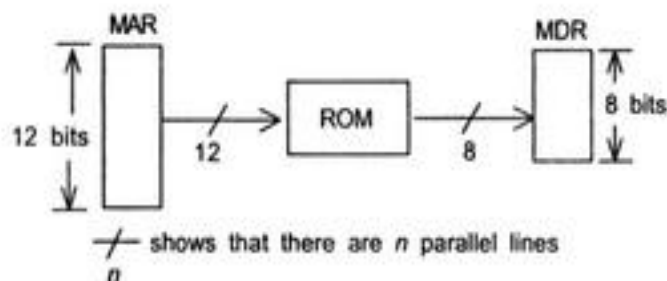 MAR
MDR
12 bits
12
ROM
8
8 bits
shows that there are n parallel lines
n